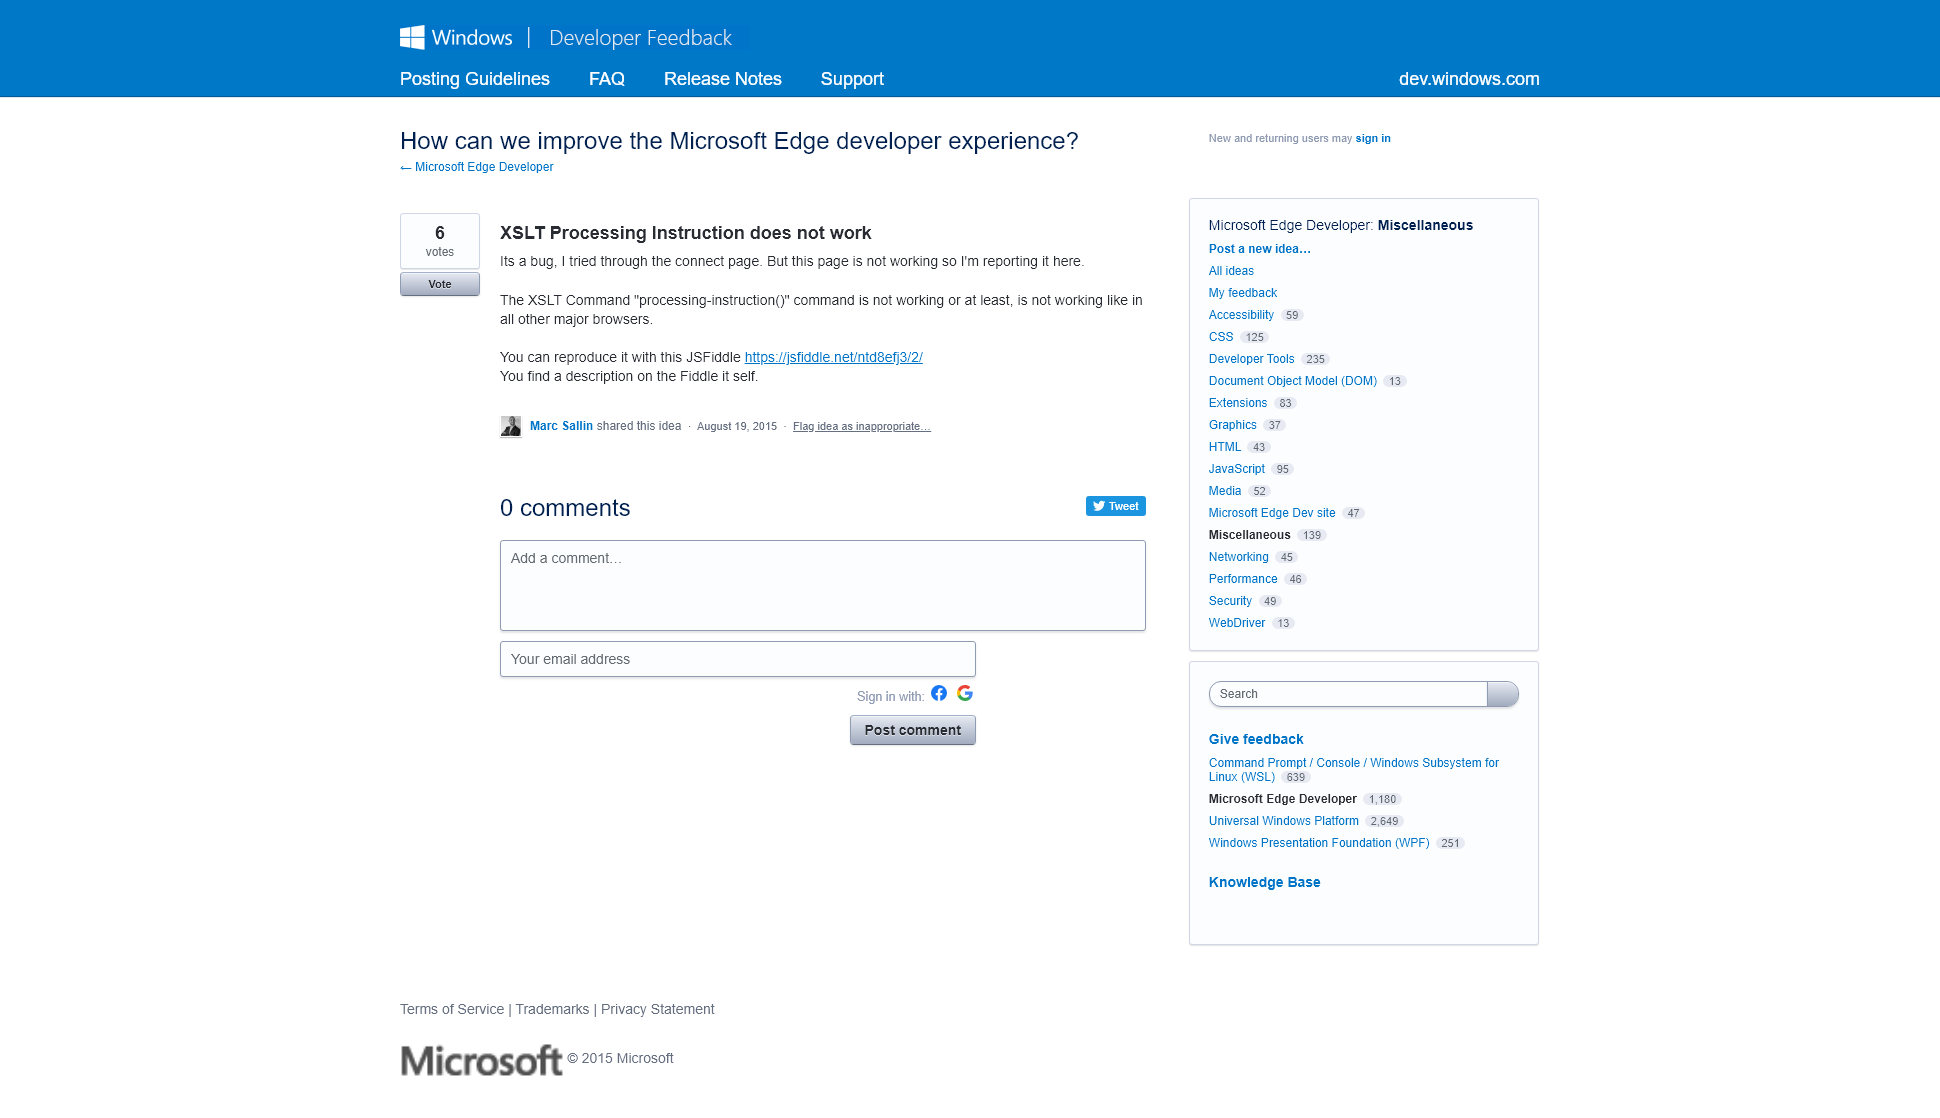 Windows | Developer Feedback
Posting Guidelines FAQ Release Notes Support dev.windows.com
How can we improve the Microsoft Edge developer experience?
← Microsoft Edge Developer
New and returning users may sign in
6
votes
Vote
XSLT Processing Instruction does not work
Its a bug, I tried through the connect page. But this page is not working so I'm reporting it here.
The XSLT Command "processing-instruction()" command is not working or at least, is not working like in
all other major browsers.
You can reproduce it with this JSFiddle https://jsfiddle.net/ntd8efj3/2/
You find a description on the Fiddle it self.
Marc Sallin shared this idea · August 19, 2015 · Flag idea as inappropriate…
0 comments
Tweet
Add a comment…
Your email address
Sign in with:
Post comment
Microsoft Edge Developer: Miscellaneous
Post a new idea…
All ideas
My feedback
Accessibility 59
CSS 125
Developer Tools 235
Document Object Model (DOM) 13
Extensions 83
Graphics 37
HTML 43
JavaScript 95
Media 52
Microsoft Edge Dev site 47
Miscellaneous 139
Networking 45
Performance 46
Security 49
WebDriver 13
Search
Give feedback
Command Prompt / Console / Windows Subsystem for
Linux (WSL) 639
Microsoft Edge Developer 1,180
Universal Windows Platform 2,649
Windows Presentation Foundation (WPF) 251
Knowledge Base
Terms of Service | Trademarks | Privacy Statement
Microsoft © 2015 Microsoft